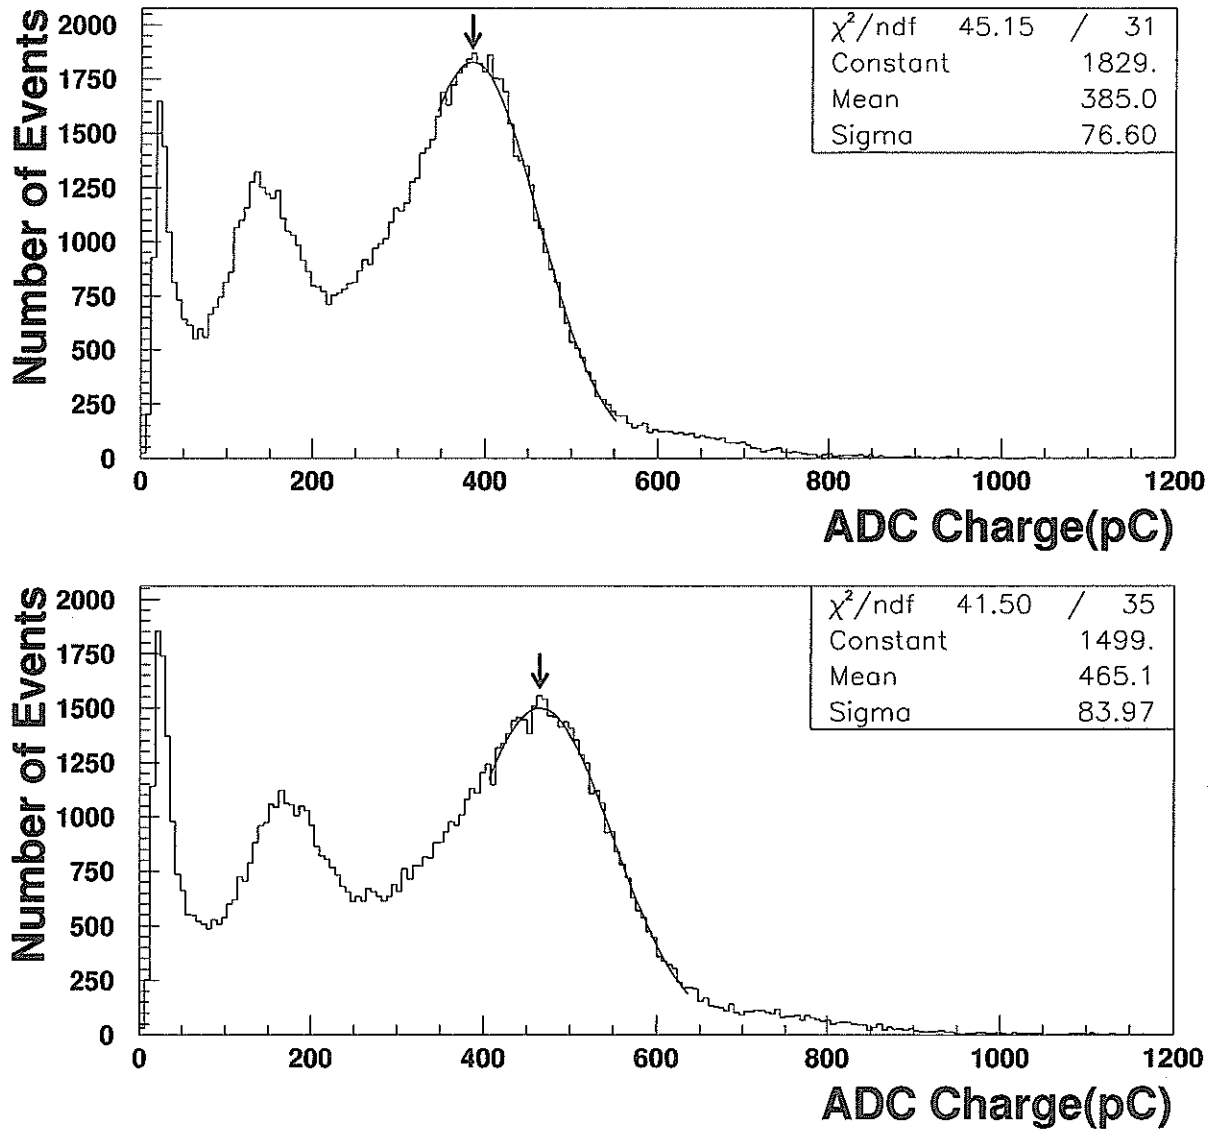 Number of Events
2000
1750
1500
1250
1000
750
500
250
0
χ²/ndf 45.15 / 31
Constant 1829.
Mean 385.0
Sigma 76.60
0 200 400 600 800 1000 1200
ADC Charge(pC)
Number of Events
2000
1750
1500
1250
1000
750
500
250
0
χ²/ndf 41.50 / 35
Constant 1499.
Mean 465.1
Sigma 83.97
0 200 400 600 800 1000 1200
ADC Charge(pC)